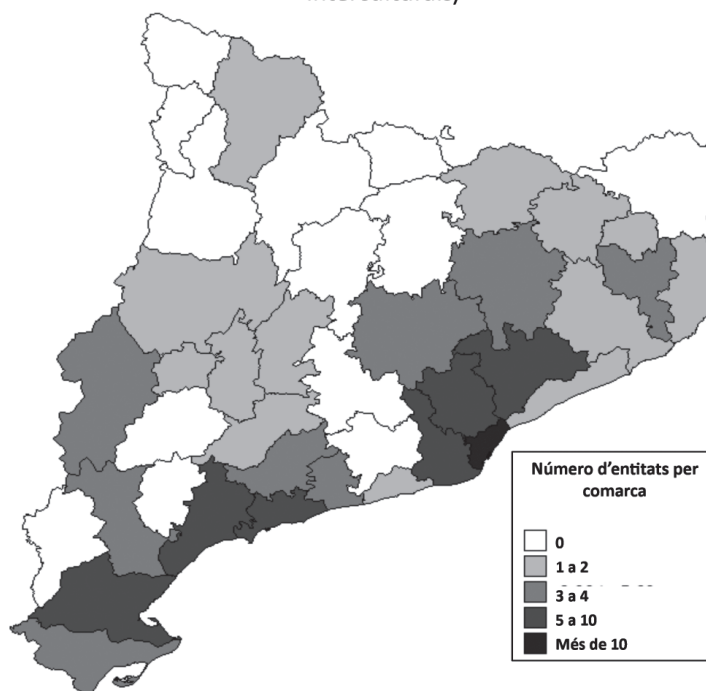 Número d’entitats per
comarca
0
1 a 2
3 a 4
5 a 10
Més de 10